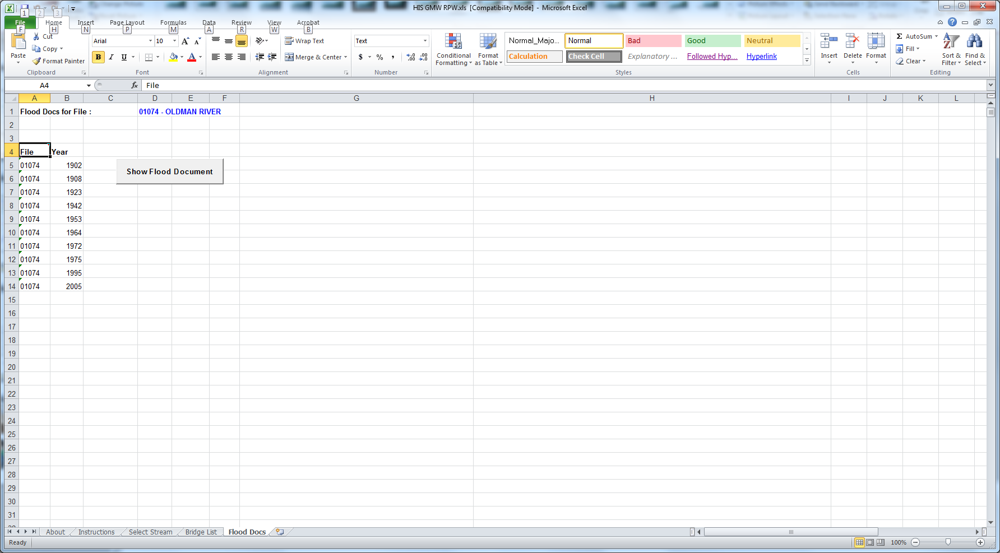 HIS GMW RPW.xls [Compatibility Mode] - Microsoft Excel
1 2 3
File Home Insert Page Layout Formulas Data Review View Acrobat
F H N P M A R W B
Paste
Cut
Copy
Format Painter
Clipboard
Arial 10
B I U A
Font
Wrap Text
Merge & Center
Alignment
Text
$ % ,
Number
Conditional Formatting
Format as Table
Normal_Majo... Normal Bad Good Neutral
Calculation Check Cell Explanatory ... Followed Hyp... Hyperlink
Styles
Insert Delete Format
Cells
Σ AutoSum
Fill
Clear
Sort & Filter
Find & Select
Editing
A4 fx File
A B C D E F G H I J K L
1 Flood Docs for File : 01074 - OLDMAN RIVER
2
3
4 File Year
5 01074 1902
Show Flood Document
6 01074 1908
7 01074 1923
8 01074 1942
9 01074 1953
10 01074 1964
11 01074 1972
12 01074 1975
13 01074 1995
14 01074 2005
15
16
17
18
19
20
21
22
23
24
25
26
27
28
29
30
31
About Instructions Select Stream Bridge List Flood Docs
Ready 100%